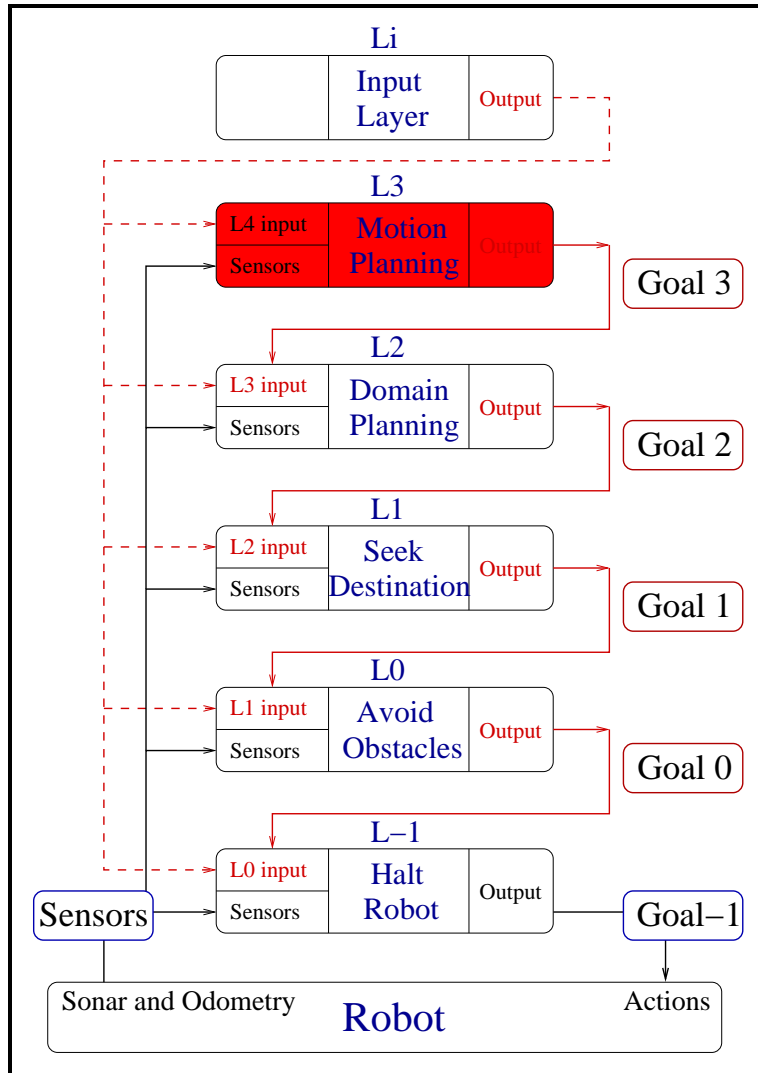 Li
Input
Layer
Output
L3
L4 input
Sensors
Motion
Planning
Output
Goal 3
L2
L3 input
Sensors
Domain
Planning
Output
Goal 2
L1
L2 input
Sensors
Seek
Destination
Output
Goal 1
L0
L1 input
Sensors
Avoid
Obstacles
Output
Goal 0
L−1
L0 input
Sensors
Halt
Robot
Output
Sensors
Goal−1
Sonar and Odometry
Robot
Actions